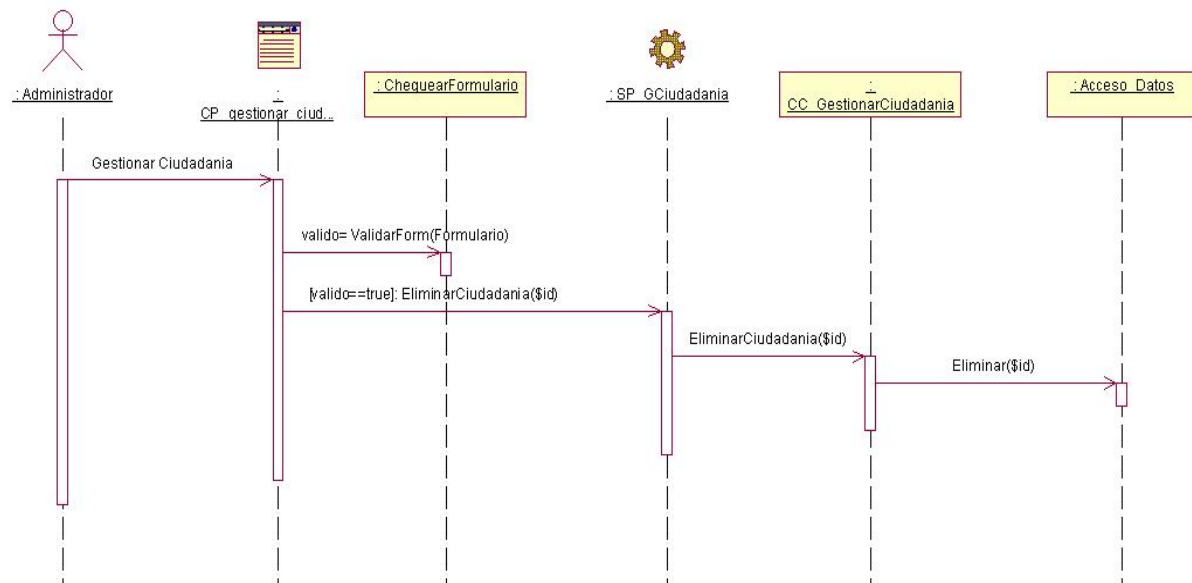 : Administrador
:
CP_gestionar_ciud...
: ChequearFormulario
: SP_GCiudadania
:
CC_GestionarCiudadania
: Acceso_Datos
Gestionar Ciudadania
valido= ValidarForm(Formulario)
[valido==true]: EliminarCiudadania($id)
EliminarCiudadania($id)
Eliminar($id)